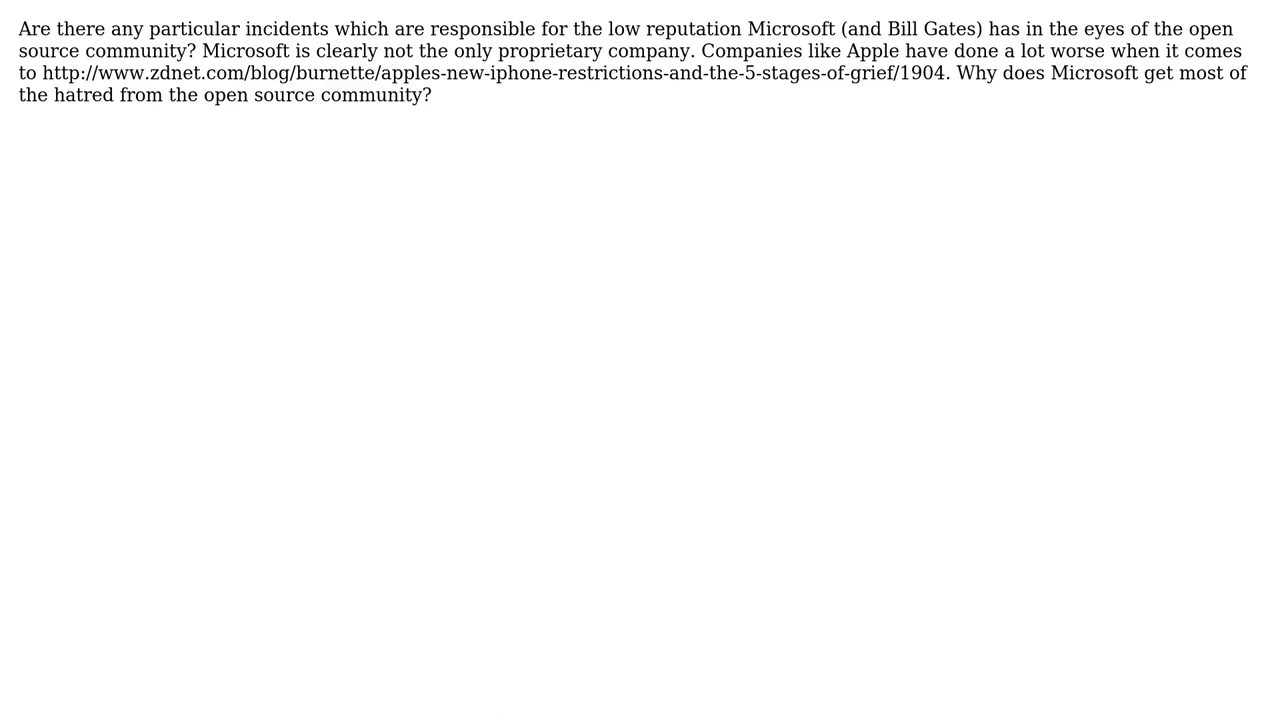 Are there any particular incidents which are responsible for the low reputation Microsoft (and Bill Gates) has in the eyes of the open
source community? Microsoft is clearly not the only proprietary company. Companies like Apple have done a lot worse when it comes
to http://www.zdnet.com/blog/burnette/apples-new-iphone-restrictions-and-the-5-stages-of-grief/1904. Why does Microsoft get most of
the hatred from the open source community?